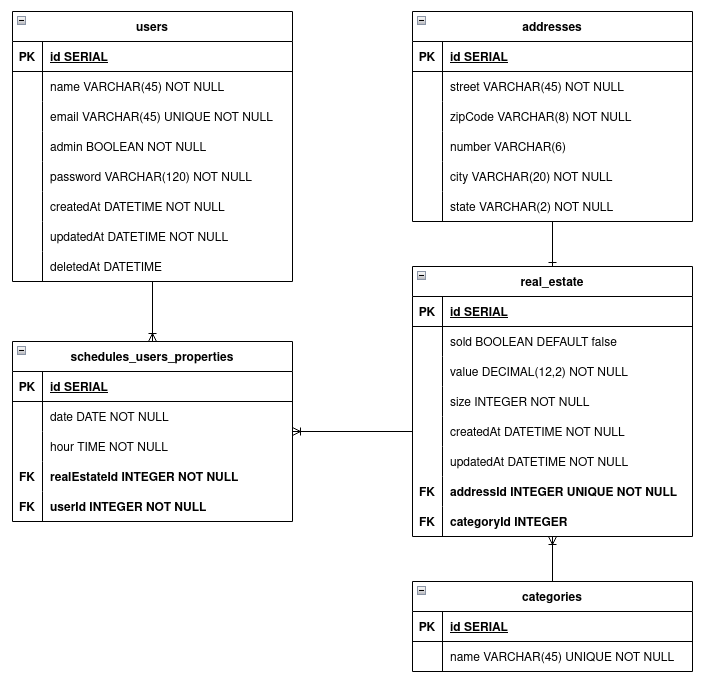 users
PK id SERIAL
name VARCHAR(45) NOT NULL
email VARCHAR(45) UNIQUE NOT NULL
admin BOOLEAN NOT NULL
password VARCHAR(120) NOT NULL
createdAt DATETIME NOT NULL
updatedAt DATETIME NOT NULL
deletedAt DATETIME
addresses
PK id SERIAL
street VARCHAR(45) NOT NULL
zipCode VARCHAR(8) NOT NULL
number VARCHAR(6)
city VARCHAR(20) NOT NULL
state VARCHAR(2) NOT NULL
schedules_users_properties
PK id SERIAL
date DATE NOT NULL
hour TIME NOT NULL
FK realEstateId INTEGER NOT NULL
FK userId INTEGER NOT NULL
real_estate
PK id SERIAL
sold BOOLEAN DEFAULT false
value DECIMAL(12,2) NOT NULL
size INTEGER NOT NULL
createdAt DATETIME NOT NULL
updatedAt DATETIME NOT NULL
FK addressId INTEGER UNIQUE NOT NULL
FK categoryId INTEGER
categories
PK id SERIAL
name VARCHAR(45) UNIQUE NOT NULL